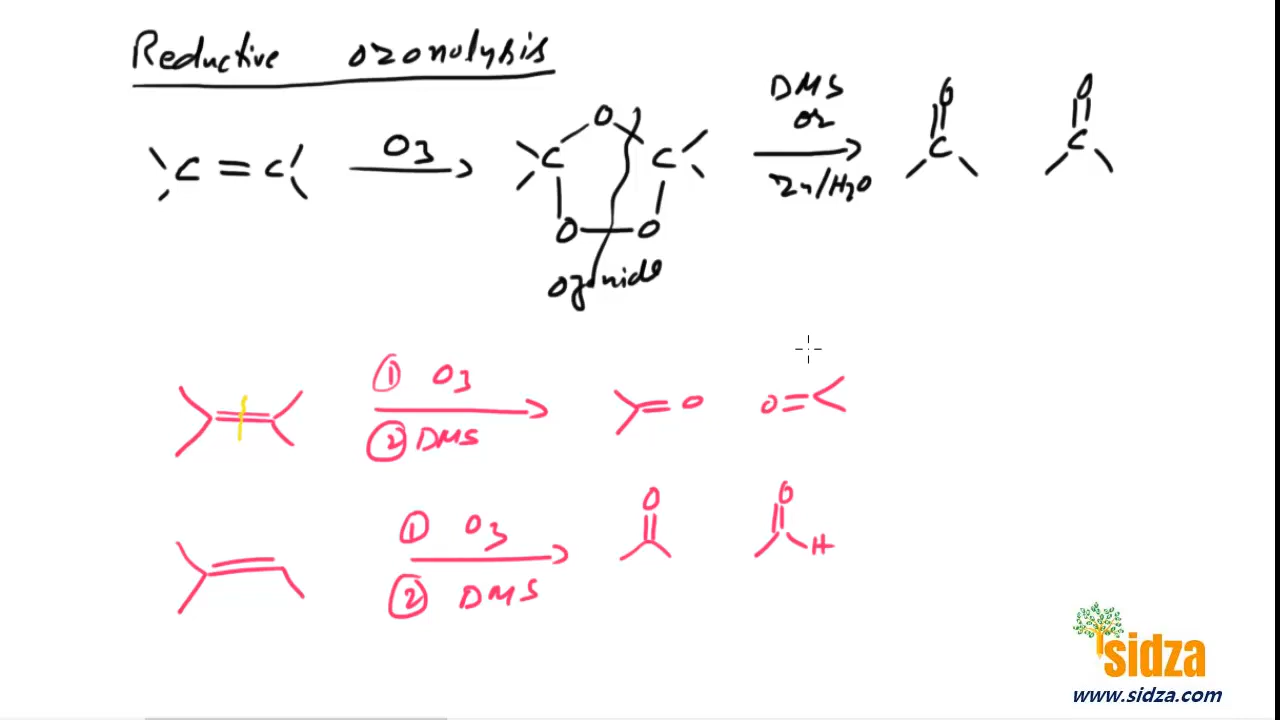 Reductive ozonolysis
C = C
O3
O
C C
O O
ozonide
DMS
or
Zn/H2O
O
C
O
C
① O3
② DMS
O
O
① O3
② DMS
O
O
H
sidza
www.sidza.com